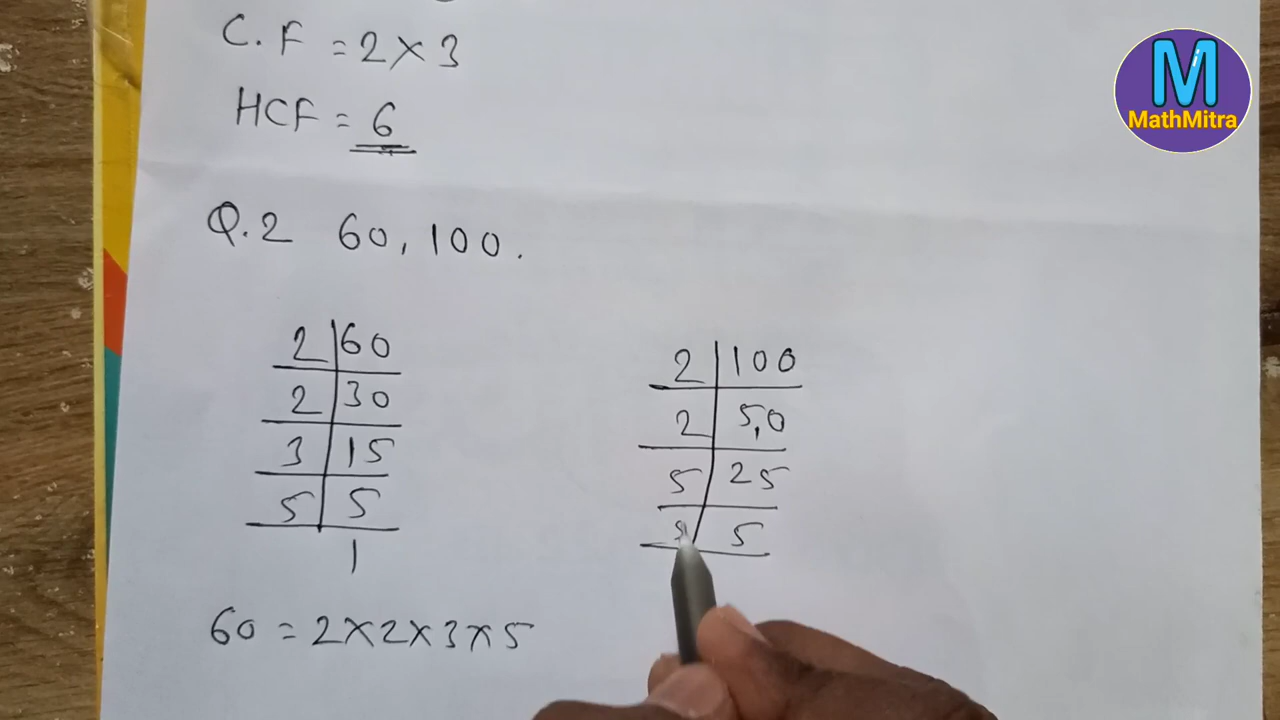 C.F = 2 × 3
HCF = 6
M
MathMitra
Q.2 60, 100.
2 | 60
2 | 30
3 | 15
5 | 5
1
2 | 100
2 | 50
5 | 25
5 | 5
60 = 2 × 2 × 3 × 5